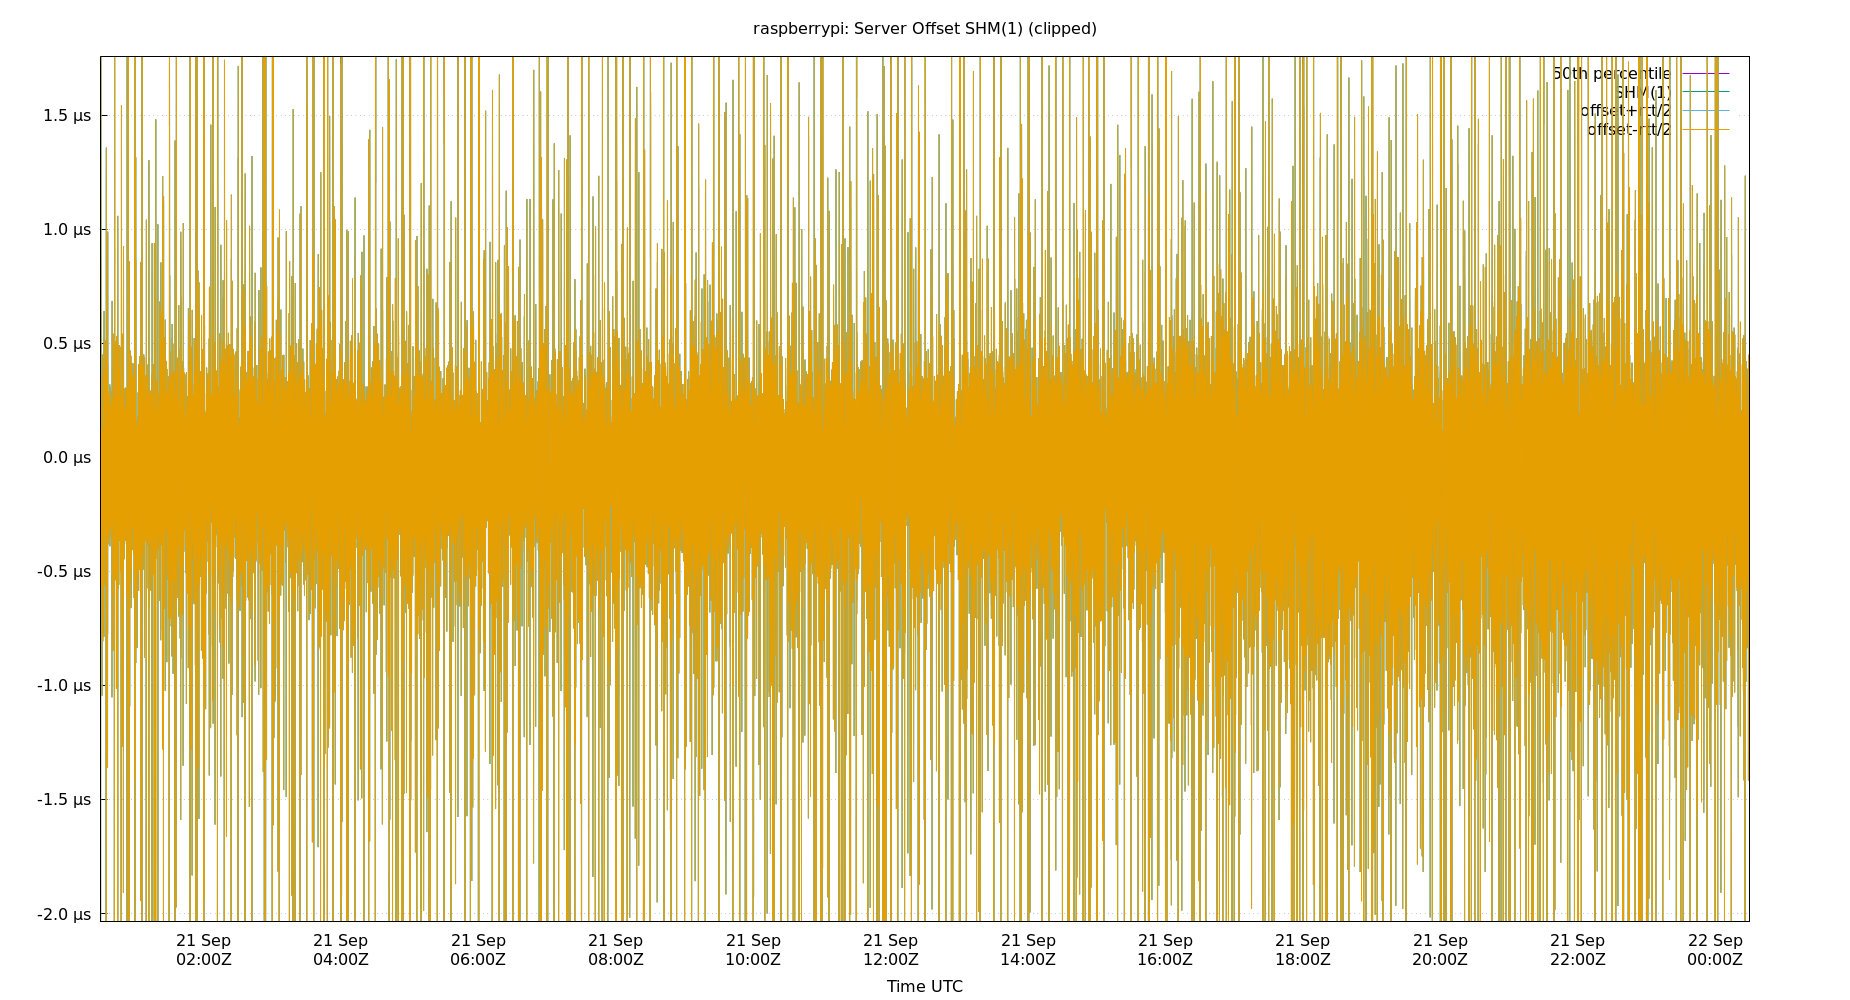 raspberrypi: Server Offset SHM(1) (clipped)
50th percentile
SHM(1)
offset+rtt/2
offset-rtt/2
1.5 µs
1.0 µs
0.5 µs
0.0 µs
-0.5 µs
-1.0 µs
-1.5 µs
-2.0 µs
21 Sep 21 Sep 21 Sep 21 Sep 21 Sep 21 Sep 21 Sep 21 Sep 21 Sep 21 Sep 21 Sep 22 Sep
02:00Z 04:00Z 06:00Z 08:00Z 10:00Z 12:00Z 14:00Z 16:00Z 18:00Z 20:00Z 22:00Z 00:00Z
Time UTC